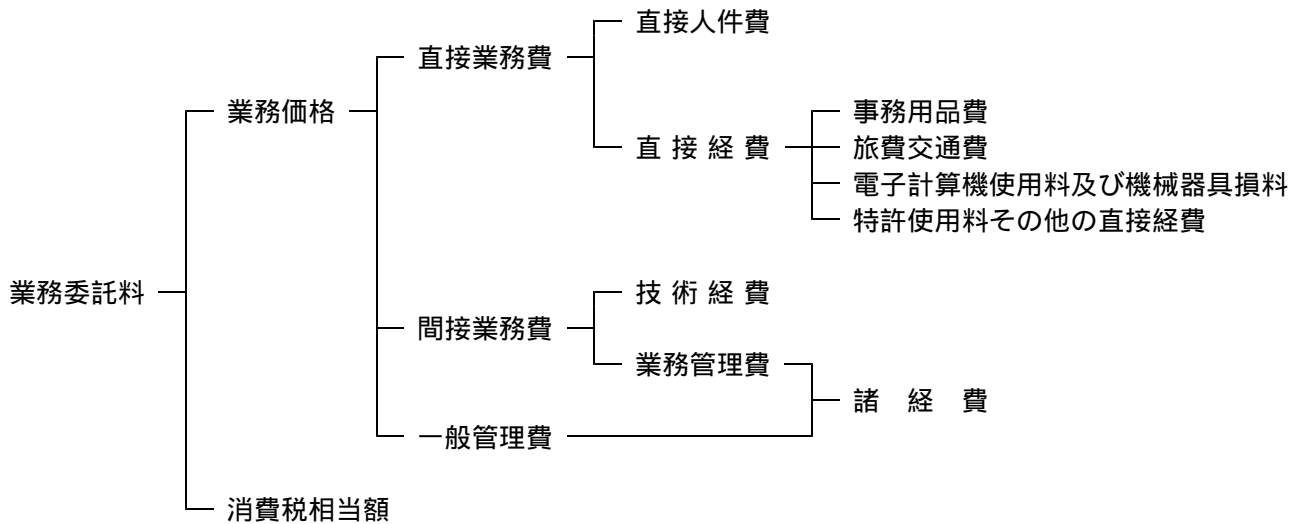 直接人件費
直接業務費
事務用品費
業務価格
旅費交通費
直 接 経 費
電子計算機使用料及び機械器具損料
特許使用料その他の直接経費
業務委託料
技 術 経 費
間接業務費
業務管理費
諸 経 費
一般管理費
消費税相当額